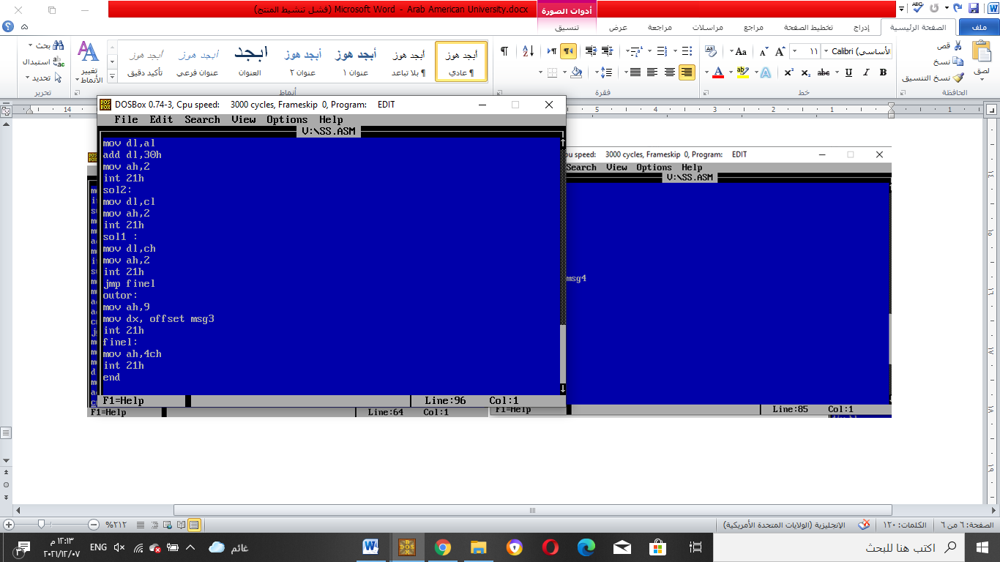 Microsoft Word - Arab American University.docx (فشل تنشيط المنتج)
أدوات الصورة
ملف
الصفحة الرئيسية
إدراج
تخطيط الصفحة
مراجع
مراسلات
مراجعة
عرض
تنسيق
لصق
قص
نسخ
نسخ التنسيق
الحافظة
الأساسي) Calibri)
١١
خط
فقرة
أبجد هوز
¶ عادي
أبجد هوز
¶ بلا تباعد
أبجد هوز
عنوان ١
أبجد هوز
عنوان ٢
ابجد
العنوان
أبجد هوز
عنوان فرعي
أبجد هوز
تأكيد دقيق
تغيير
الأنماط
أنماط
بحث
استبدال
تحديد
تحرير
DOSBox 0.74-3, Cpu speed: 3000 cycles, Frameskip 0, Program: EDIT
File Edit Search View Options Help
V:\SS.ASM
mov dl,al
add dl,30h
mov ah,2
int 21h
sol2:
mov dl,cl
mov ah,2
int 21h
sol1 :
mov dl,ch
mov ah,2
int 21h
jmp finel
outor:
mov ah,9
mov dx, offset msg3
int 21h
finel:
mov ah,4ch
int 21h
end
F1=Help
Line:96 Col:1
speed: 3000 cycles, Frameskip 0, Program: EDIT
Search View Options Help
V:\SS.ASM
msg4
F1=Help
Line:85 Col:1
F1=Help
Line:64 Col:1
الصفحة: ٦ من ٦
الكلمات: ١٢٠
الإنجليزية (الولايات المتحدة الأمريكية)
٢١٢%
اكتب هنا للبحث
غائم
ENG
١٢:١٣ م
٢٠٢١/١٢/٠٧